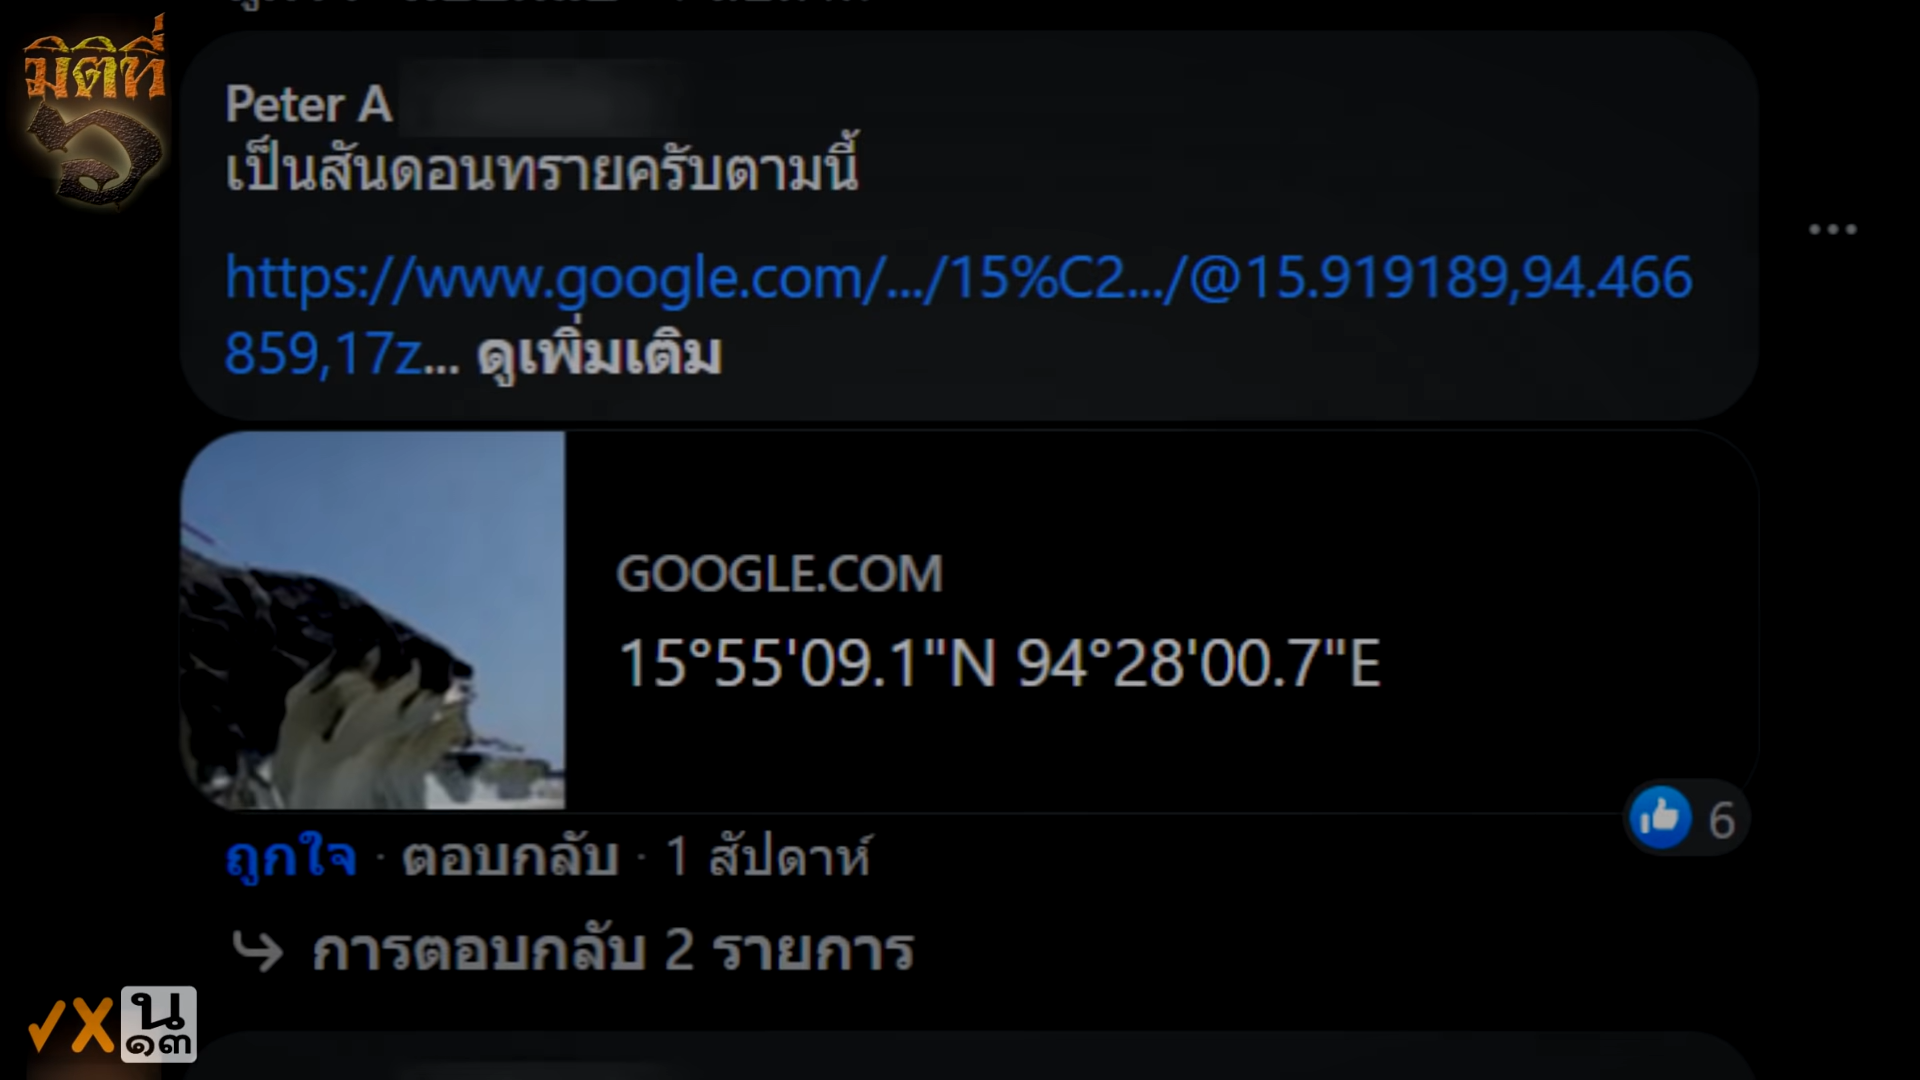 มิติที่
๖
Peter A
เป็นสันดอนทรายครับตามนี้
https://www.google.com/.../15%C2.../@15.919189,94.466
859,17z... ดูเพิ่มเติม
GOOGLE.COM
15°55'09.1"N 94°28'00.7"E
6
ถูกใจ · ตอบกลับ · 1 สัปดาห์
การตอบกลับ 2 รายการ
น
๑๓